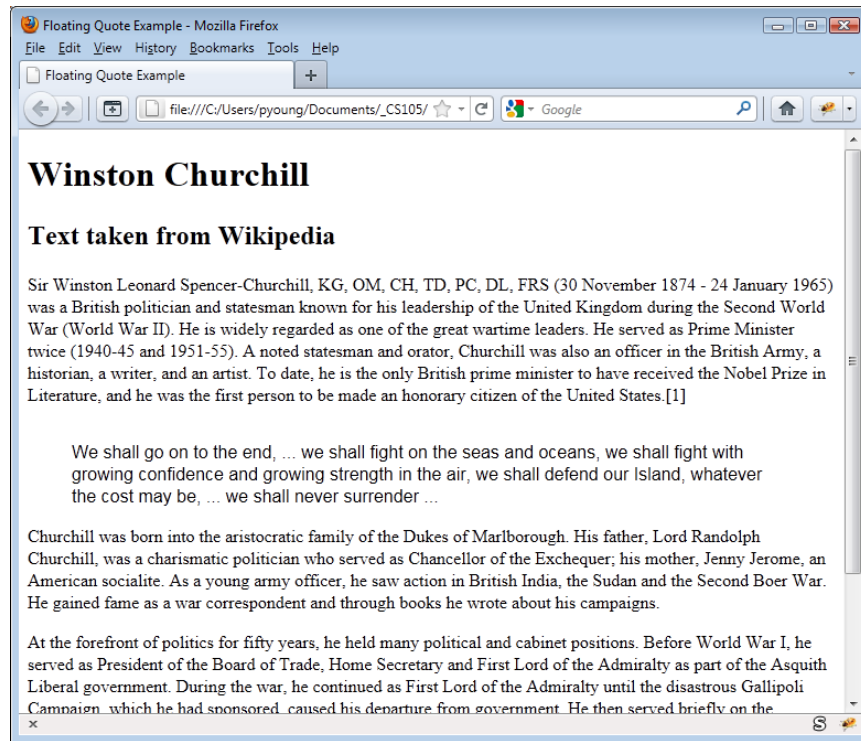 Floating Quote Example - Mozilla Firefox
File Edit View History Bookmarks Tools Help
Floating Quote Example
file:///C:/Users/pyoung/Documents/_CS105/ Google
Winston Churchill
Text taken from Wikipedia
Sir Winston Leonard Spencer-Churchill, KG, OM, CH, TD, PC, DL, FRS (30 November 1874 - 24 January 1965)
was a British politician and statesman known for his leadership of the United Kingdom during the Second World
War (World War II). He is widely regarded as one of the great wartime leaders. He served as Prime Minister
twice (1940-45 and 1951-55). A noted statesman and orator, Churchill was also an officer in the British Army, a
historian, a writer, and an artist. To date, he is the only British prime minister to have received the Nobel Prize in
Literature, and he was the first person to be made an honorary citizen of the United States.[1]
We shall go on to the end, ... we shall fight on the seas and oceans, we shall fight with
growing confidence and growing strength in the air, we shall defend our Island, whatever
the cost may be, ... we shall never surrender ...
Churchill was born into the aristocratic family of the Dukes of Marlborough. His father, Lord Randolph
Churchill, was a charismatic politician who served as Chancellor of the Exchequer; his mother, Jenny Jerome, an
American socialite. As a young army officer, he saw action in British India, the Sudan and the Second Boer War.
He gained fame as a war correspondent and through books he wrote about his campaigns.
At the forefront of politics for fifty years, he held many political and cabinet positions. Before World War I, he
served as President of the Board of Trade, Home Secretary and First Lord of the Admiralty as part of the Asquith
Liberal government. During the war, he continued as First Lord of the Admiralty until the disastrous Gallipoli
Campaign, which he had sponsored, caused his departure from government. He then served briefly on the